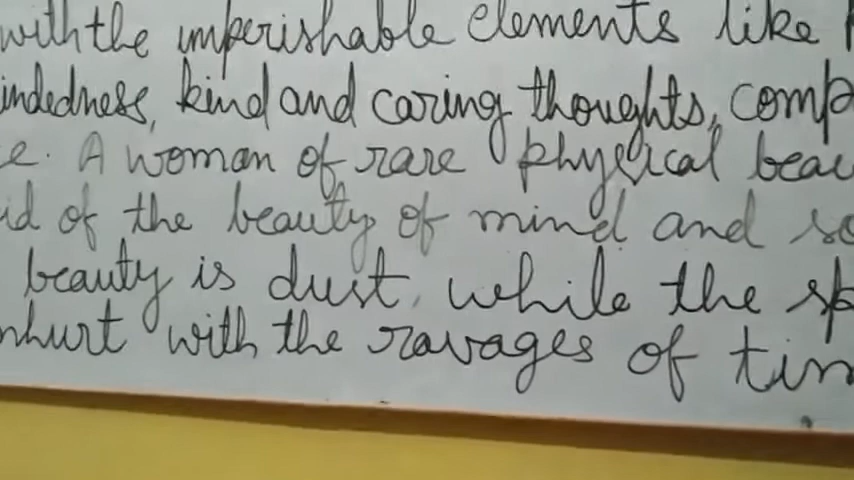 with the imperishable elements like
indedness, kind and caring thoughts, comp
e. A woman of rare physical beau
id of the beauty of mind and so
beauty is dust, while the sp
nhurt with the ravages of tim